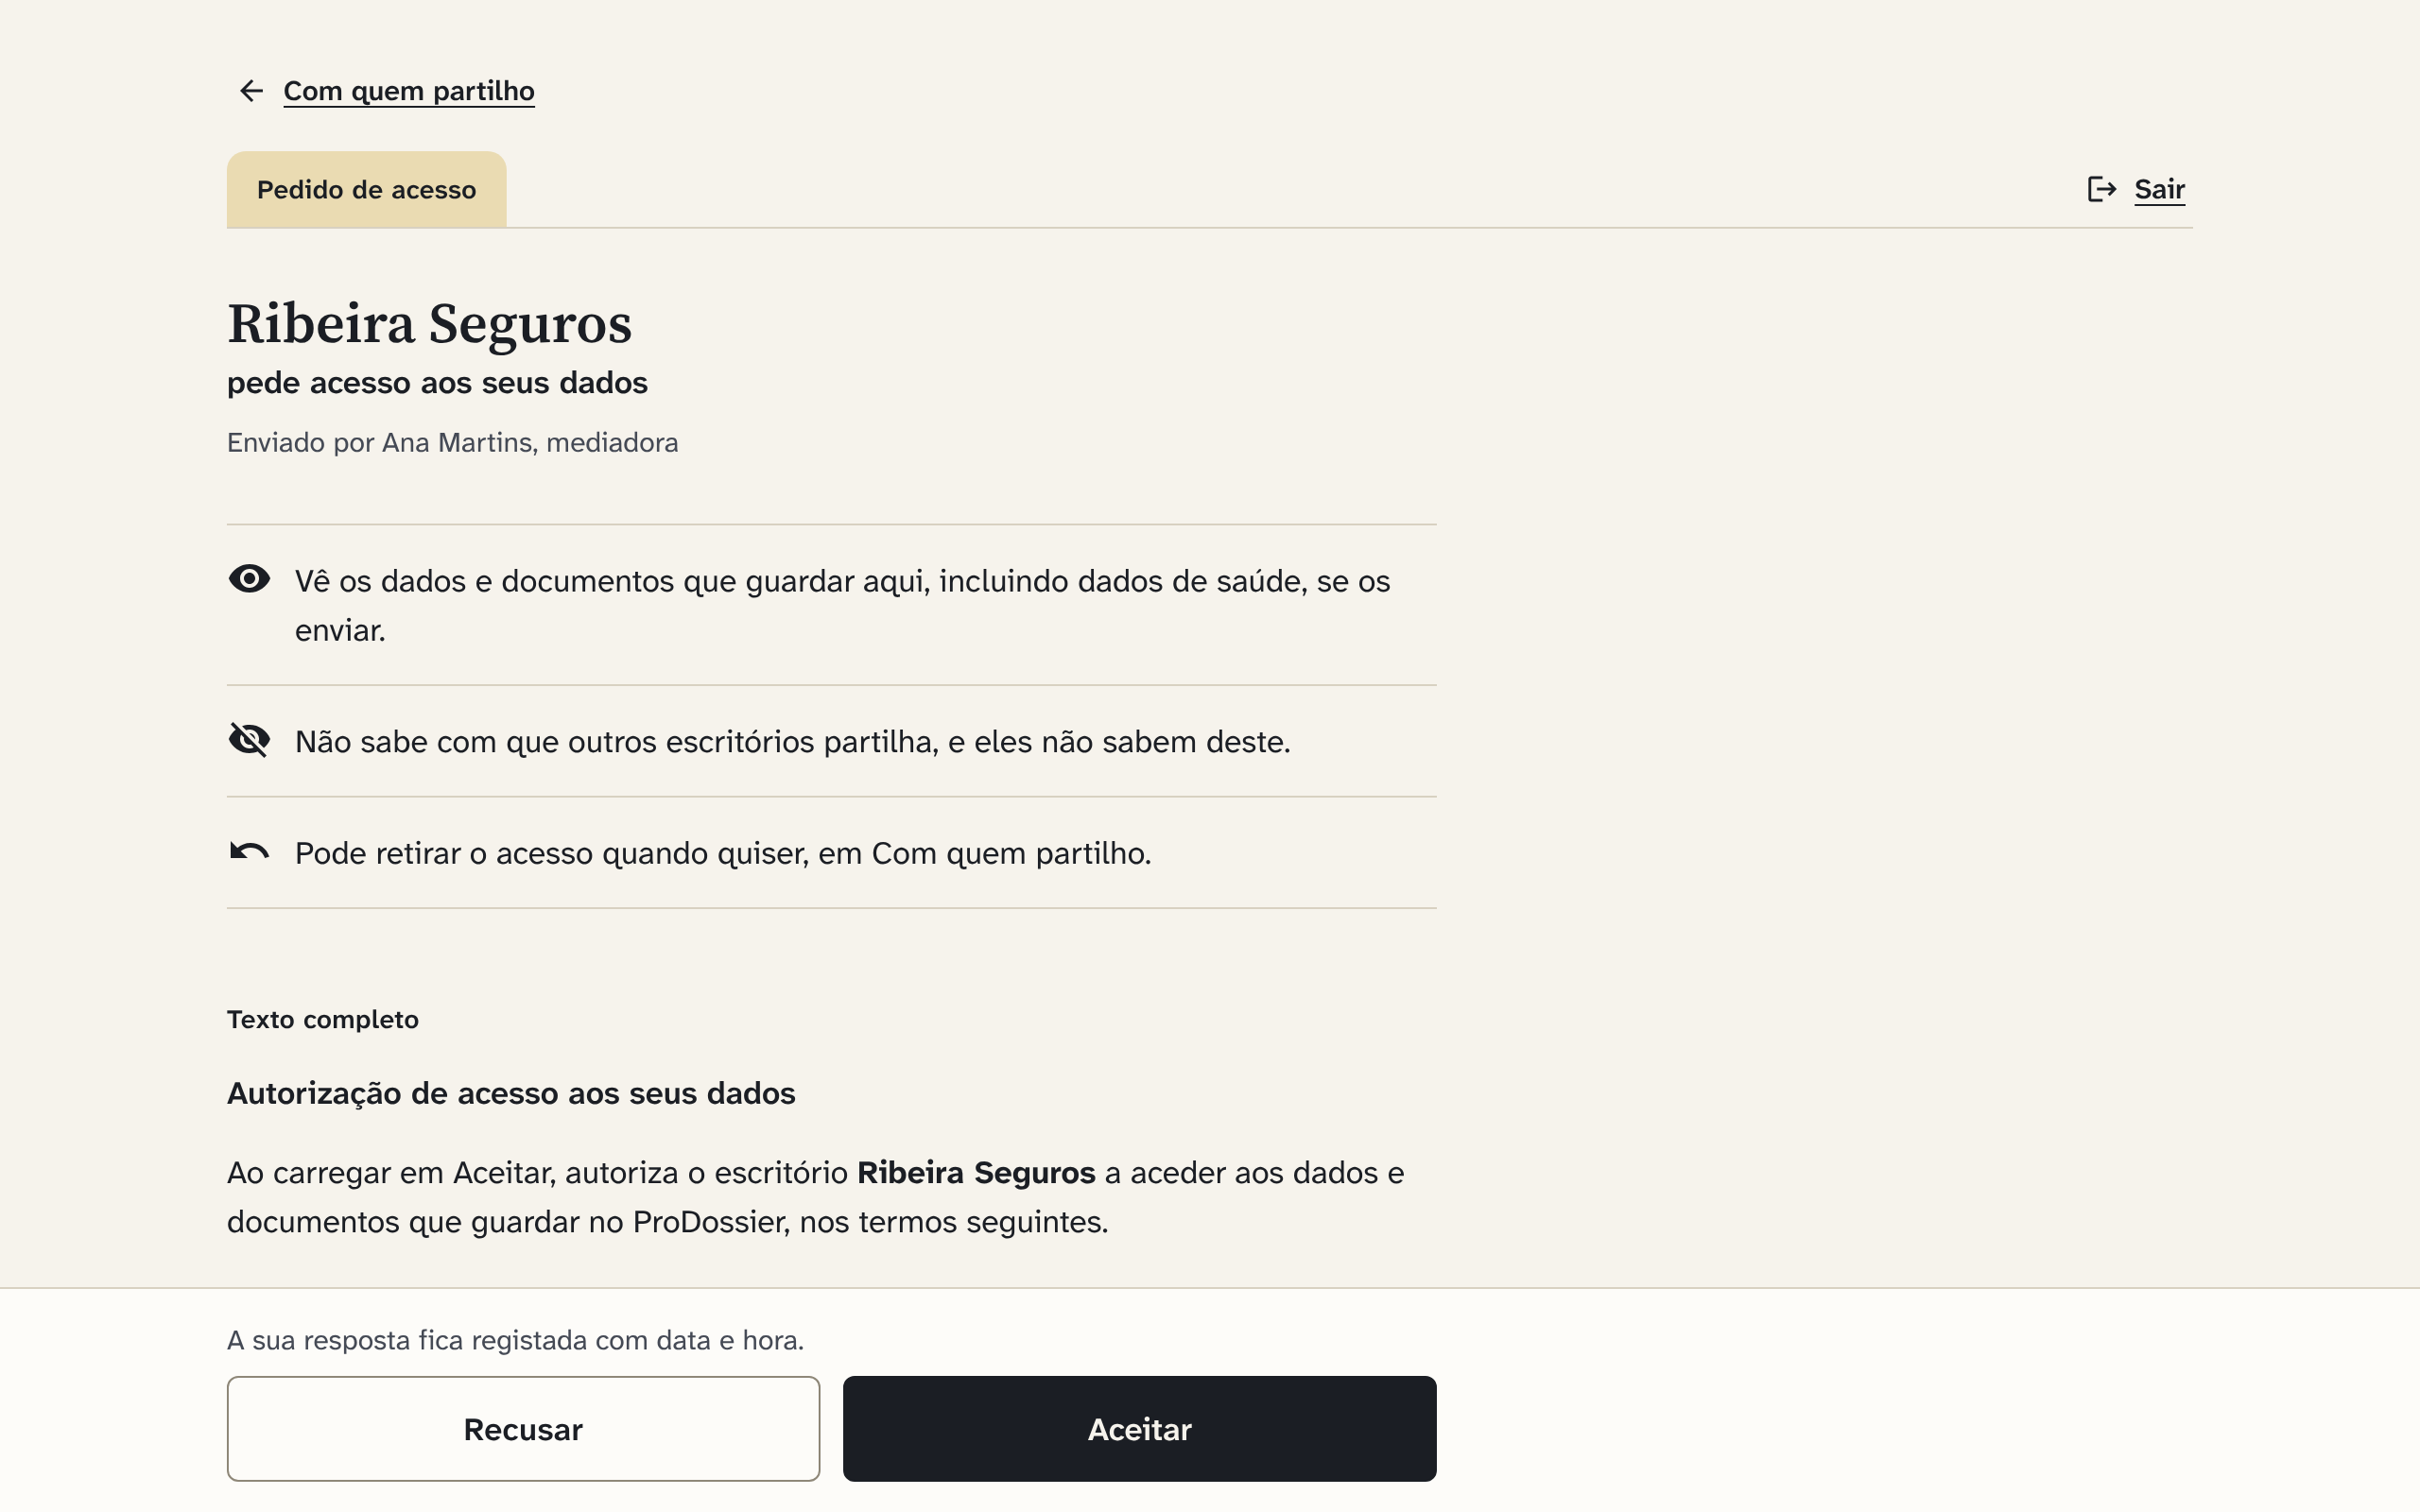 Com quem partilho
Pedido de acesso
Sair
Ribeira Seguros
pede acesso aos seus dados
Enviado por Ana Martins, mediadora
Vê os dados e documentos que guardar aqui, incluindo dados de saúde, se os
enviar.
Não sabe com que outros escritórios partilha, e eles não sabem deste.
Pode retirar o acesso quando quiser, em Com quem partilho.
Texto completo
Autorização de acesso aos seus dados
Ao carregar em Aceitar, autoriza o escritório Ribeira Seguros a aceder aos dados e
documentos que guardar no ProDossier, nos termos seguintes.
A sua resposta fica registada com data e hora.
Recusar
Aceitar